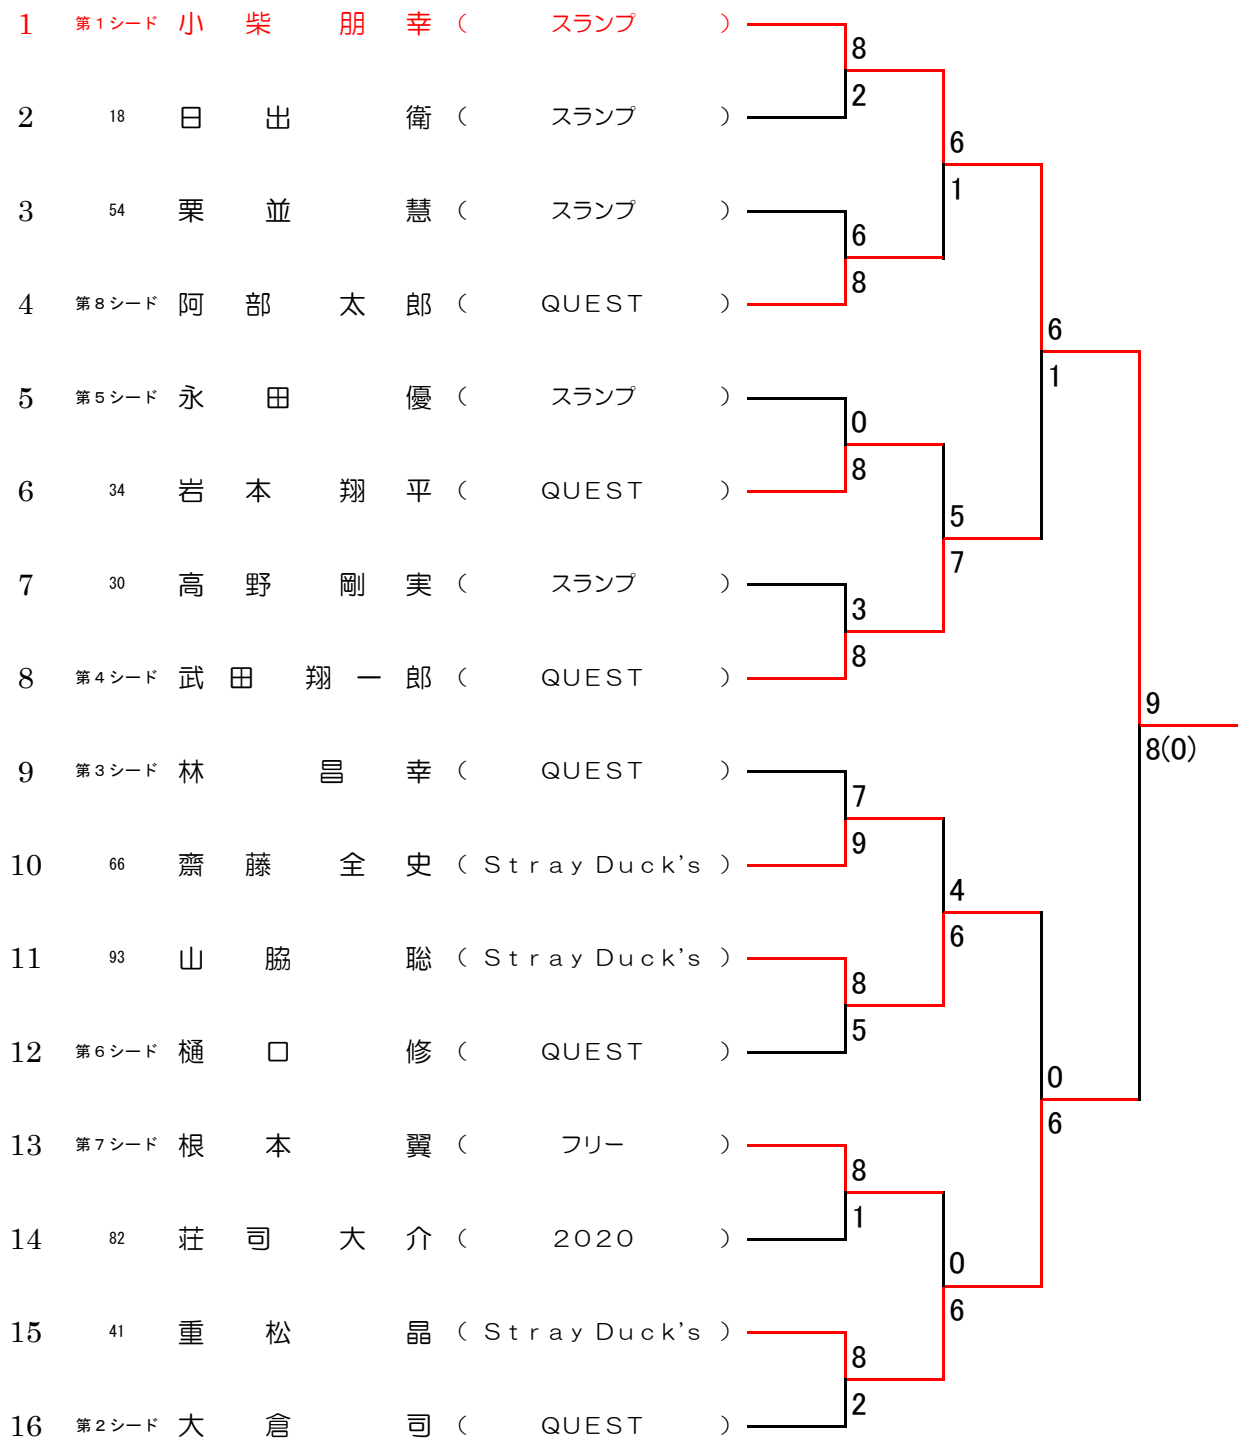 1 第1シード 小柴 朋幸 ( スランプ )
8
2
2 18 日出 衛 ( スランプ )
6
1
3 54 栗並 慧 ( スランプ )
6
8
4 第8シード 阿部 太郎 ( QUEST )
6
1
5 第5シード 永田 優 ( スランプ )
0
8
6 34 岩本 翔平 ( QUEST )
5
7
7 30 高野 剛実 ( スランプ )
3
8
8 第4シード 武田 翔一郎 ( QUEST )
9
8(0)
9 第3シード 林 昌幸 ( QUEST )
7
9
10 66 齋藤 全史 ( Stray Duck's )
4
6
11 93 山脇 聡 ( Stray Duck's )
8
5
12 第6シード 樋口 修 ( QUEST )
0
6
13 第7シード 根本 翼 ( フリー )
8
1
14 82 荘司 大介 ( 2020 )
0
6
15 41 重松 晶 ( Stray Duck's )
8
2
16 第2シード 大倉 司 ( QUEST )